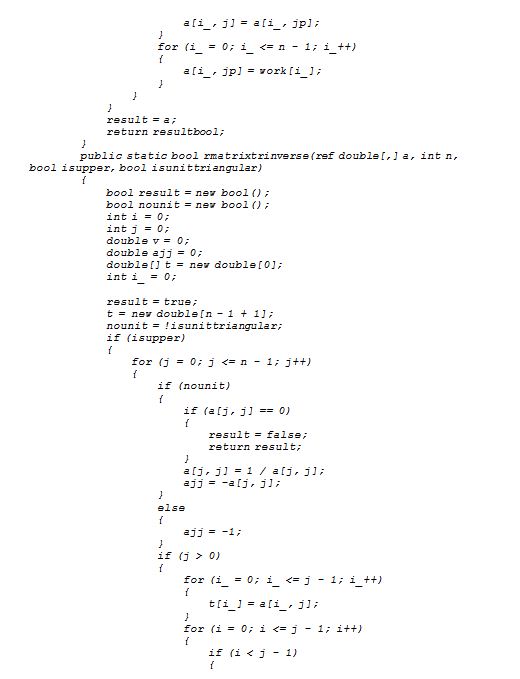 a[i_, j] = a[i_, jp];
}
for (i_ = 0; i_ <= n - 1; i_++)
{
a[i_, jp] = work[i_];
}
}
}
result = a;
return resultbool;
}
public static bool rmatrixtrinverse(ref double[,] a, int n,
bool isupper, bool isunittriangular)
{
bool result = new bool();
bool nounit = new bool();
int i = 0;
int j = 0;
double v = 0;
double ajj = 0;
double[] t = new double[0];
int i_ = 0;
result = true;
t = new double[n - 1 + 1];
nounit = !isunittriangular;
if (isupper)
{
for (j = 0; j <= n - 1; j++)
{
if (nounit)
{
if (a[j, j] == 0)
{
result = false;
return result;
}
a[j, j] = 1 / a[j, j];
ajj = -a[j, j];
}
else
{
ajj = -1;
}
if (j > 0)
{
for (i_ = 0; i_ <= j - 1; i_++)
{
t[i_] = a[i_, j];
}
for (i = 0; i <= j - 1; i++)
{
if (i < j - 1)
{